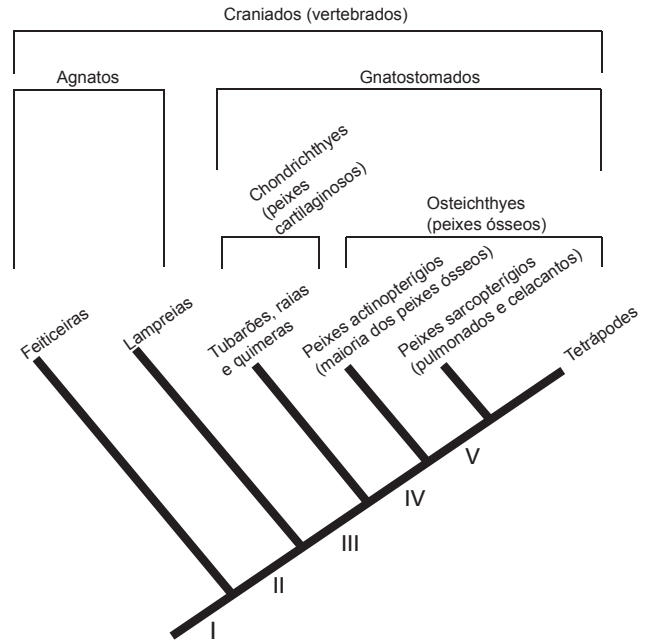 Craniados (vertebrados)
Agnatos
Gnatostomados
Chondrichthyes
(peixes
cartilaginosos)
Osteichthyes
(peixes ósseos)
Feiticeiras
Lampreias
Tubarões, raias
e quimeras
Peixes actinopterígios
(maioria dos peixes ósseos)
Peixes sarcopterígios
(pulmonados e celacantos)
Tetrápodes
V
IV
III
II
I